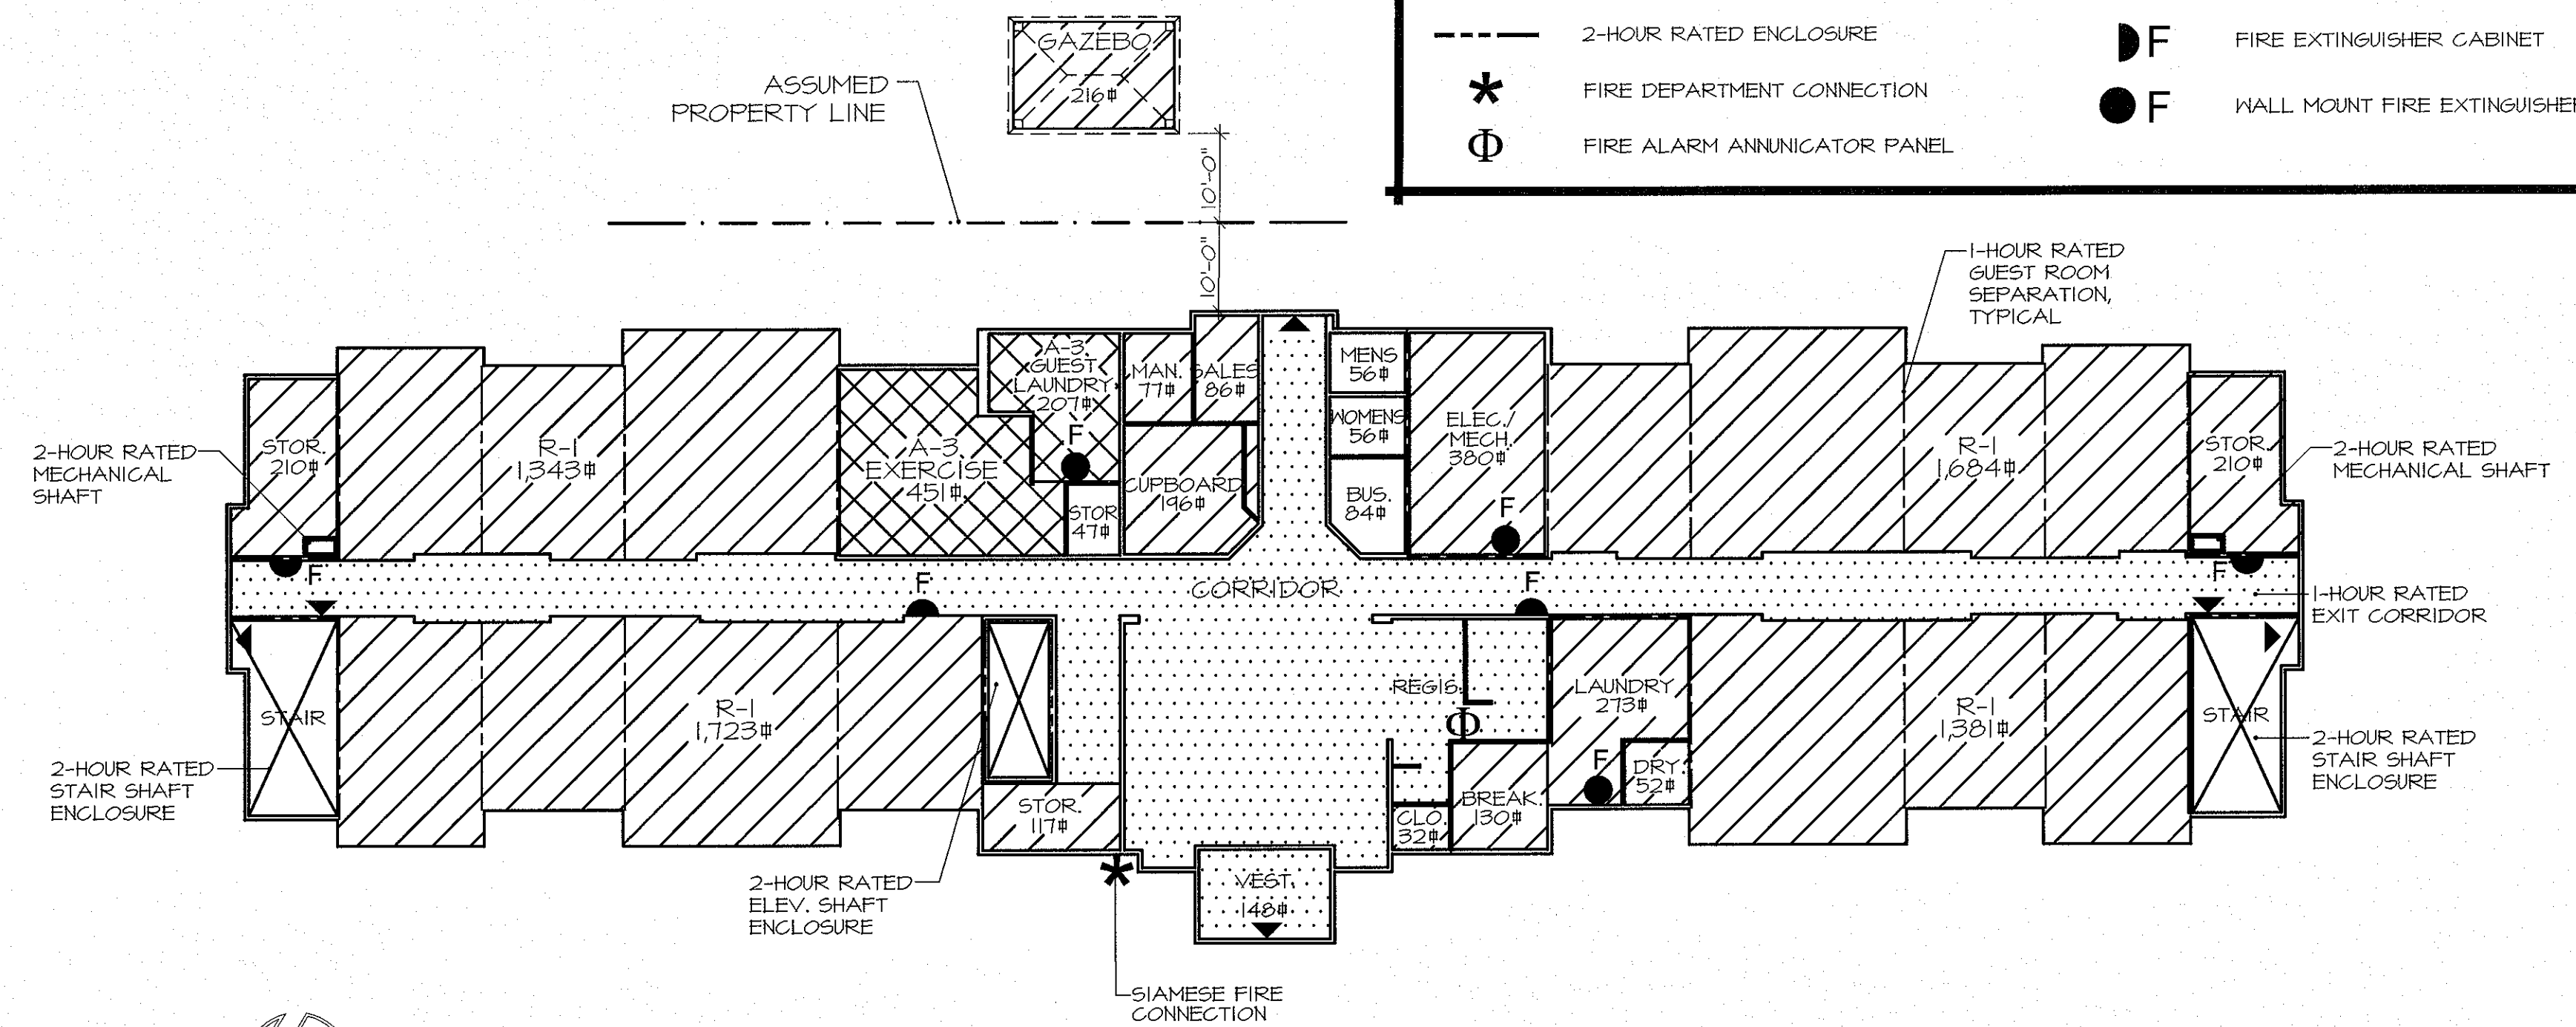 2-HOUR RATED ENCLOSURE
FIRE DEPARTMENT CONNECTION
Φ FIRE ALARM ANNUNICATOR PANEL
F FIRE EXTINGUISHER CABINET
F WALL MOUNT FIRE EXTINGUISHER
GAZEBO
216⌗
ASSUMED
PROPERTY LINE
10'-0"
10'-0"
1-HOUR RATED
GUEST ROOM
SEPARATION,
TYPICAL
2-HOUR RATED
MECHANICAL
SHAFT
STOR.
210⌗
R-1
1,343⌗
A-3
EXERCISE
451⌗
A-3
GUEST
LAUNDRY
207⌗
F
STOR
47⌗
MAN.
77⌗
SALES
86⌗
CUPBOARD
196⌗
MENS
56⌗
WOMENS
56⌗
BUS.
84⌗
ELEC./
MECH.
380⌗
F
R-1
1,684⌗
STOR.
210⌗
2-HOUR RATED
MECHANICAL SHAFT
F
F
CORRIDOR
F
F
1-HOUR RATED
EXIT CORRIDOR
STAIR
2-HOUR RATED
STAIR SHAFT
ENCLOSURE
R-1
1,723⌗
STOR.
117⌗
2-HOUR RATED
ELEV. SHAFT
ENCLOSURE
REGIS.
Φ
LAUNDRY
273⌗
F
DRY
52⌗
BREAK.
130⌗
CLO.
32⌗
VEST.
148⌗
R-1
1,381⌗
STAIR
2-HOUR RATED
STAIR SHAFT
ENCLOSURE
SIAMESE FIRE
CONNECTION